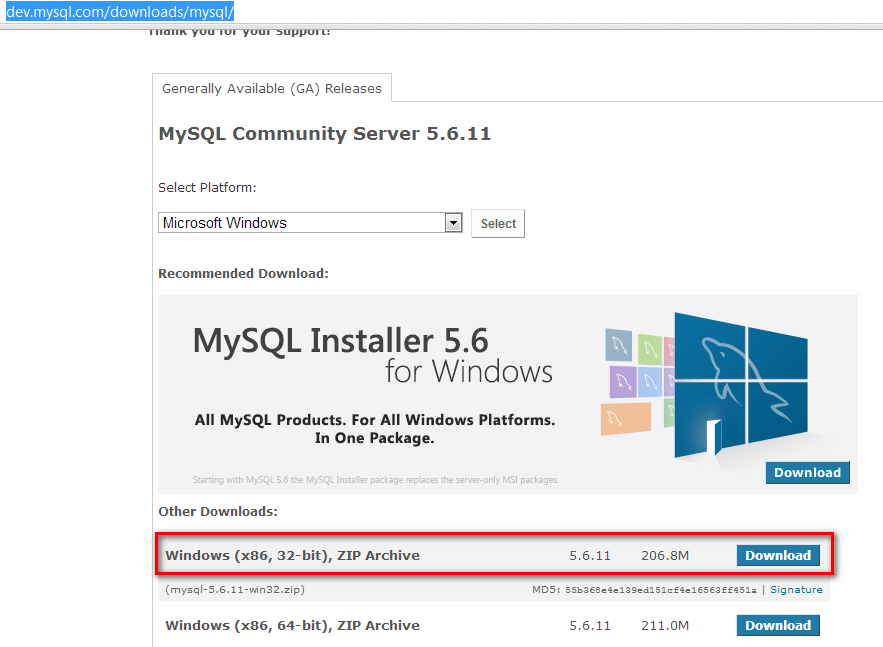 dev.mysql.com/downloads/mysql/
Thank you for your support!
Generally Available (GA) Releases
MySQL Community Server 5.6.11
Select Platform:
Microsoft Windows Select
Recommended Download:
MySQL Installer 5.6
for Windows
All MySQL Products. For All Windows Platforms.
In One Package.
Starting with MySQL 5.6 the MySQL Installer package replaces the server-only MSI packages.
Download
Other Downloads:
Windows (x86, 32-bit), ZIP Archive 5.6.11 206.8M Download
(mysql-5.6.11-win32.zip) MD5: 55b368e4e139ed151cf4e16563ff451a | Signature
Windows (x86, 64-bit), ZIP Archive 5.6.11 211.0M Download